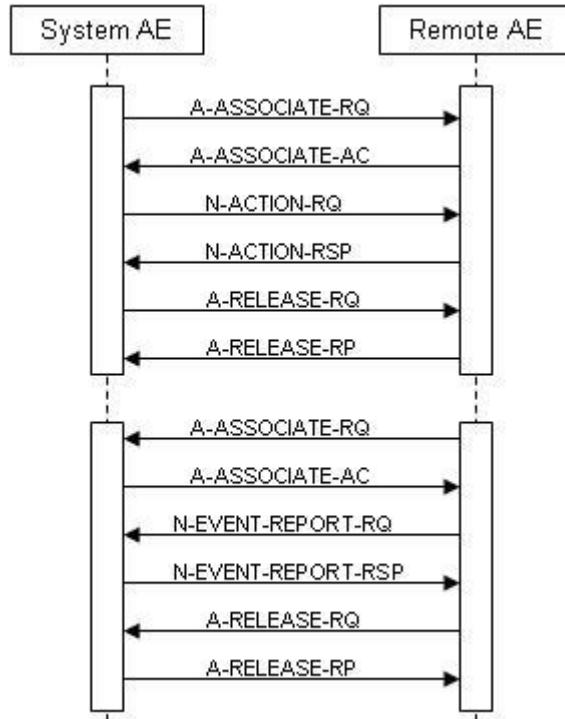 System AE
Remote AE
A-ASSOCIATE-RQ
A-ASSOCIATE-AC
N-ACTION-RQ
N-ACTION-RSP
A-RELEASE-RQ
A-RELEASE-RP
A-ASSOCIATE-RQ
A-ASSOCIATE-AC
N-EVENT-REPORT-RQ
N-EVENT-REPORT-RSP
A-RELEASE-RQ
A-RELEASE-RP